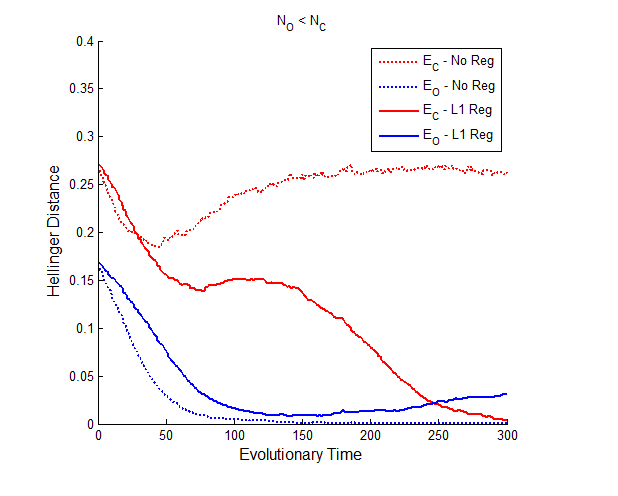 N_O < N_C
0.4
0.35
0.3
0.25
0.2
0.15
0.1
0.05
0
Hellinger Distance
E_C - No Reg
E_O - No Reg
E_C - L1 Reg
E_O - L1 Reg
0 50 100 150 200 250 300
Evolutionary Time